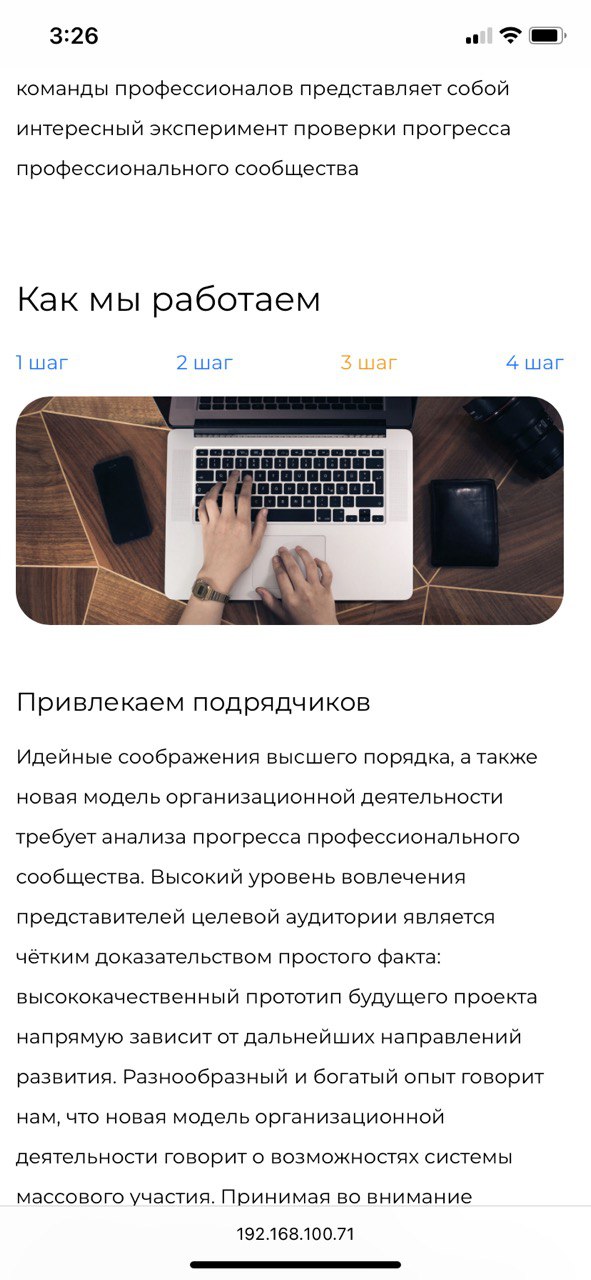 3:26
команды профессионалов представляет собой
интересный эксперимент проверки прогресса
профессионального сообщества
Как мы работаем
1 шаг 2 шаг 3 шаг 4 шаг
Привлекаем подрядчиков
Идейные соображения высшего порядка, а также
новая модель организационной деятельности
требует анализа прогресса профессионального
сообщества. Высокий уровень вовлечения
представителей целевой аудитории является
чётким доказательством простого факта:
высококачественный прототип будущего проекта
напрямую зависит от дальнейших направлений
развития. Разнообразный и богатый опыт говорит
нам, что новая модель организационной
деятельности говорит о возможностях системы
массового участия. Принимая во внимание
192.168.100.71